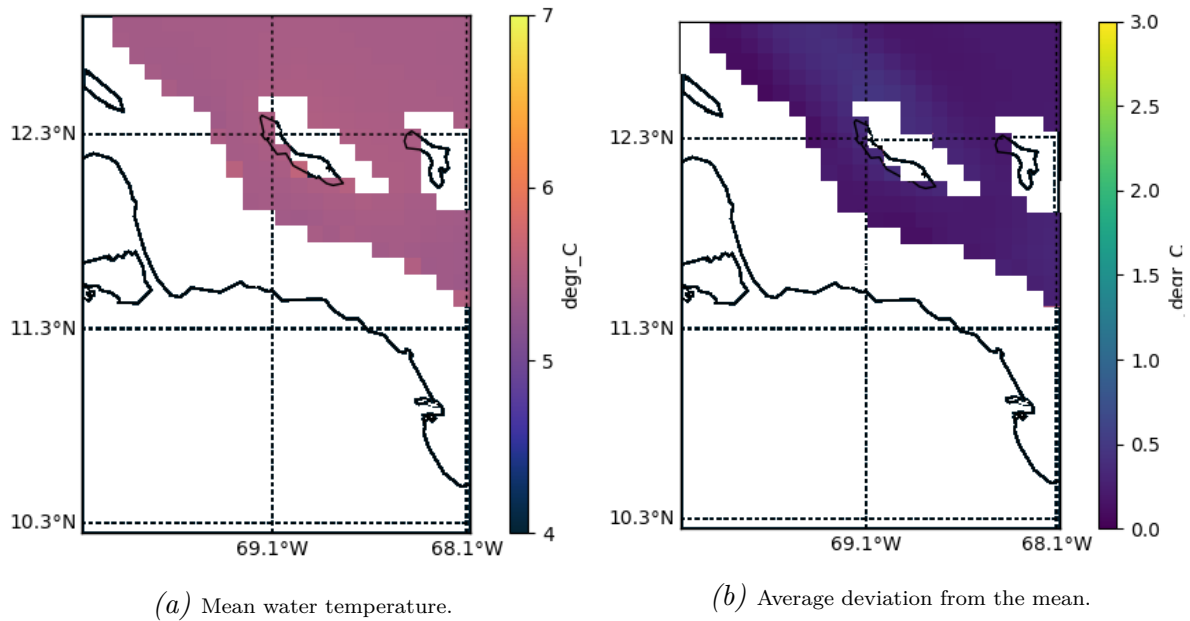 7
12.3°N
6
11.3°N
5
degr_C
10.3°N
4
69.1°W
68.1°W
(a) Mean water temperature.
3.0
2.5
12.3°N
2.0
1.5
11.3°N
1.0
degr_C
0.5
10.3°N
0.0
69.1°W
68.1°W
(b) Average deviation from the mean.